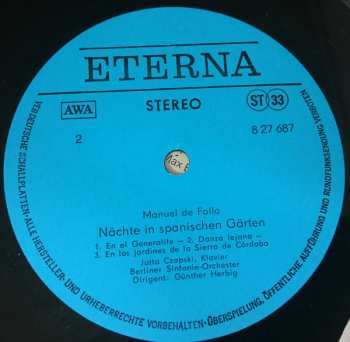 ETERNA
AWA
STEREO
ST 33
2
8 27 687
Manuel de Falla
Nächte in spanischen Gärten
1. En el Generalife – 2. Danza lejana –
3. En los jardines de la Sierra de Córdoba
Jutta Czapski, Klavier
Berliner Sinfonie-Orchester
Dirigent: Günther Herbig
VEB DEUTSCHE SCHALLPLATTEN·ALLE HERSTELLER- UND URHEBERRECHTE VORBEHALTEN·ÜBERSPIELUNG, ÖFFENTLICHE AUFFÜHRUNG UND RUNDFUNKSENDUNG VERBOTEN
Max